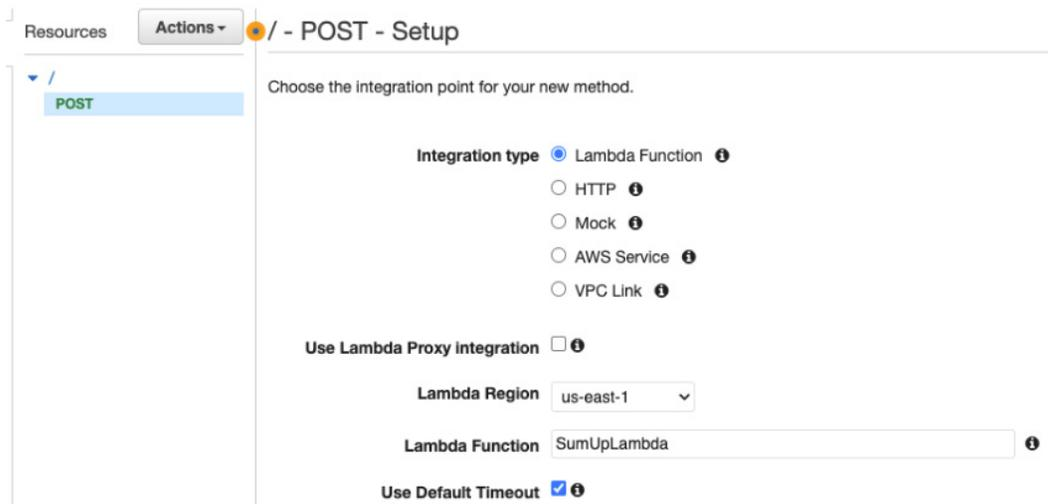 Resources
Actions
/ - POST - Setup
/
POST
Choose the integration point for your new method.
Integration type
Lambda Function
HTTP
Mock
AWS Service
VPC Link
Use Lambda Proxy integration
Lambda Region
us-east-1
Lambda Function
SumUpLambda
Use Default Timeout